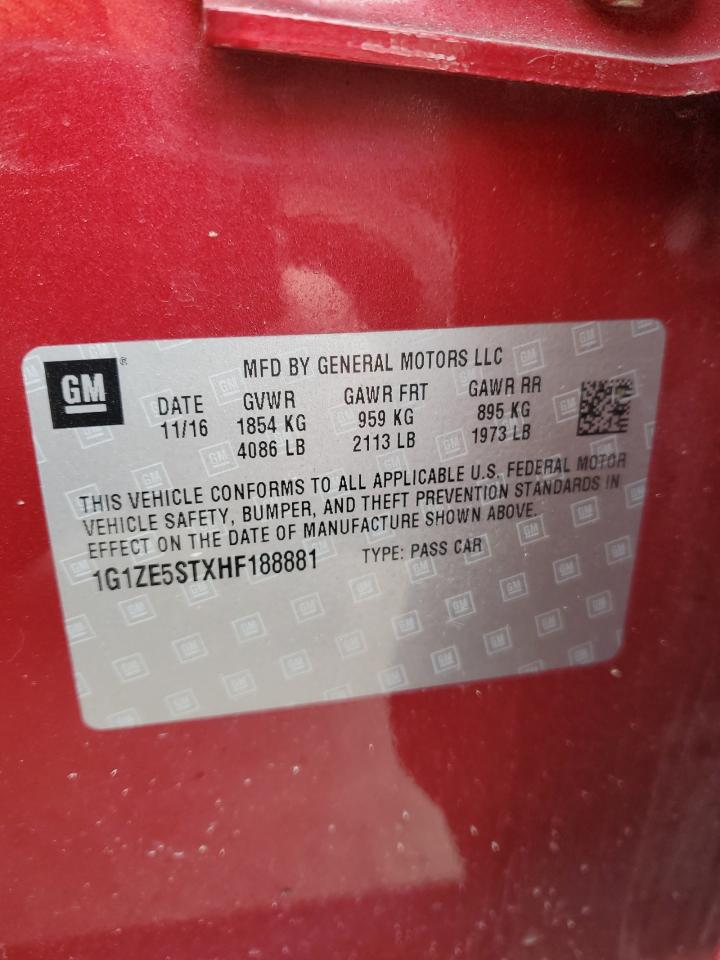 GM
MFD BY GENERAL MOTORS LLC
DATE GVWR GAWR FRT GAWR RR
11/16 1854 KG 959 KG 895 KG
4086 LB 2113 LB 1973 LB
THIS VEHICLE CONFORMS TO ALL APPLICABLE U.S. FEDERAL MOTOR
VEHICLE SAFETY, BUMPER, AND THEFT PREVENTION STANDARDS IN
EFFECT ON THE DATE OF MANUFACTURE SHOWN ABOVE.
1G1ZE5STXHF188881 TYPE: PASS CAR